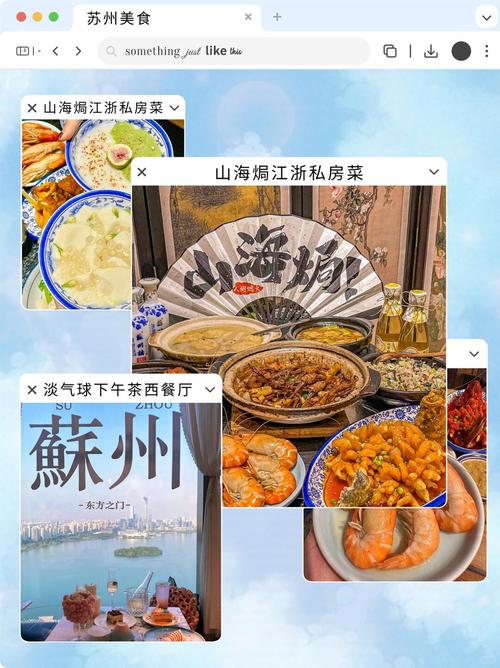 苏州美食
something just like this
山海焗江浙私房菜
山海焗江浙私房菜
山海焗!
淡气球下午茶西餐厅
SU ZHOU
蘇州
-东方之门-